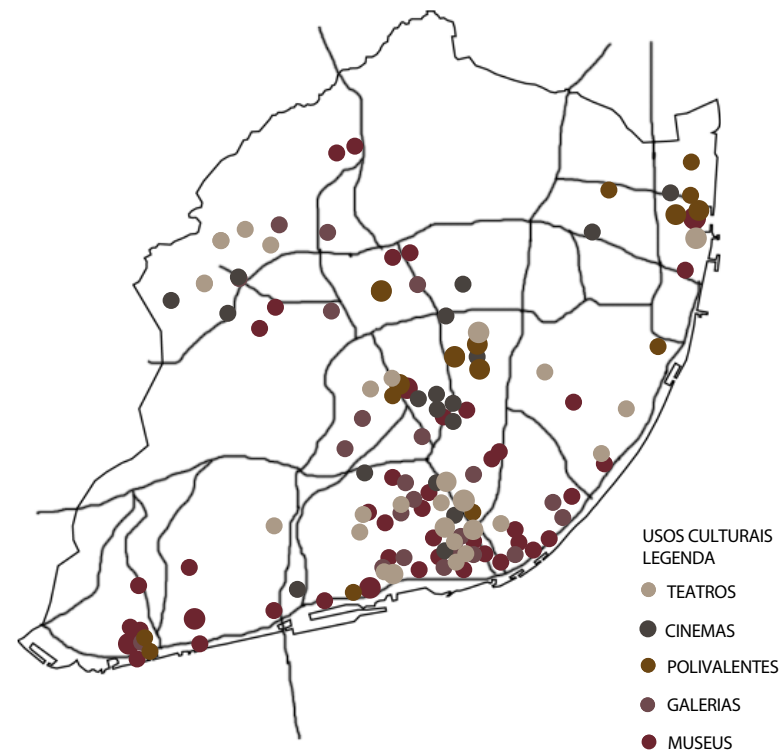 USOS CULTURAIS
LEGENDA
TEATROS
CINEMAS
POLIVALENTES
GALERIAS
MUSEUS